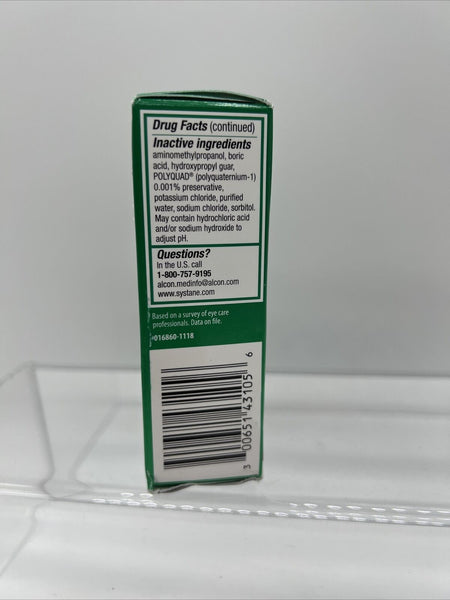 Drug Facts (continued)
Inactive ingredients
aminomethylpropanol, boric
acid, hydroxypropyl guar,
POLYQUAD® (polyquaternium-1)
0.001% preservative,
potassium chloride, purified
water, sodium chloride, sorbitol.
May contain hydrochloric acid
and/or sodium hydroxide to
adjust pH.
Questions?
In the U.S. call
1-800-757-9195
alcon.medinfo@alcon.com
www.systane.com
Based on a survey of eye care
professionals. Data on file.
016860-1118
3 00651 43105 6